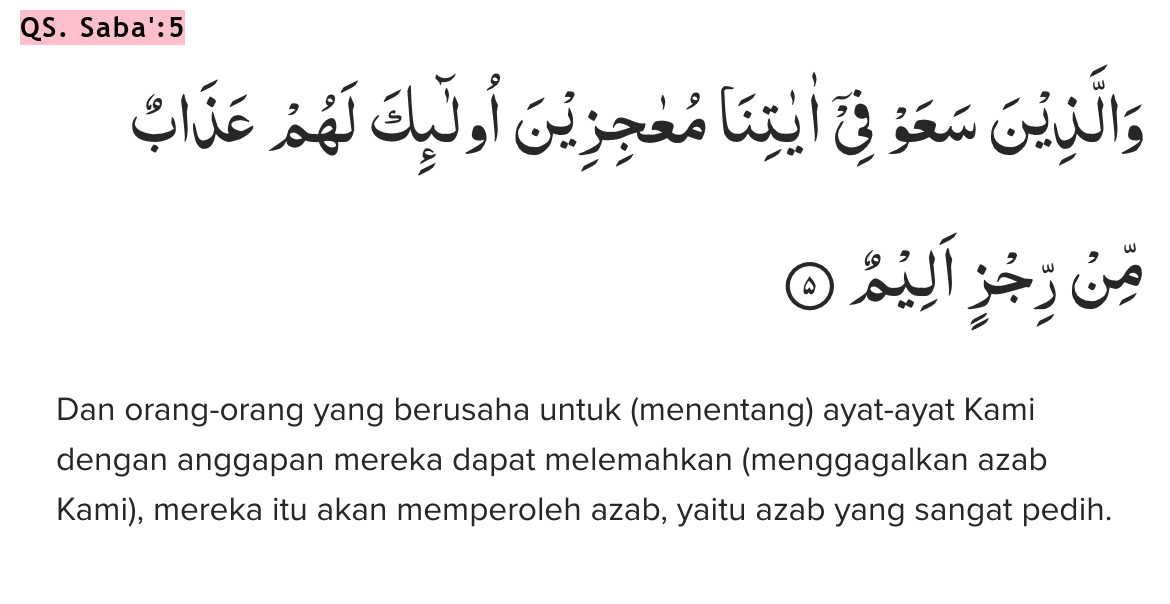 QS. Saba':5
وَالَّذِيْنَ سَعَوْ فِيْٓ اٰيٰتِنَا مُعٰجِزِيْنَ اُولٰۤىِٕكَ لَهُمْ عَذَابٌ
مِّنْ رِّجْزٍ اَلِيْمٌ ۝٥
Dan orang-orang yang berusaha untuk (menentang) ayat-ayat Kami
dengan anggapan mereka dapat melemahkan (menggagalkan azab
Kami), mereka itu akan memperoleh azab, yaitu azab yang sangat pedih.